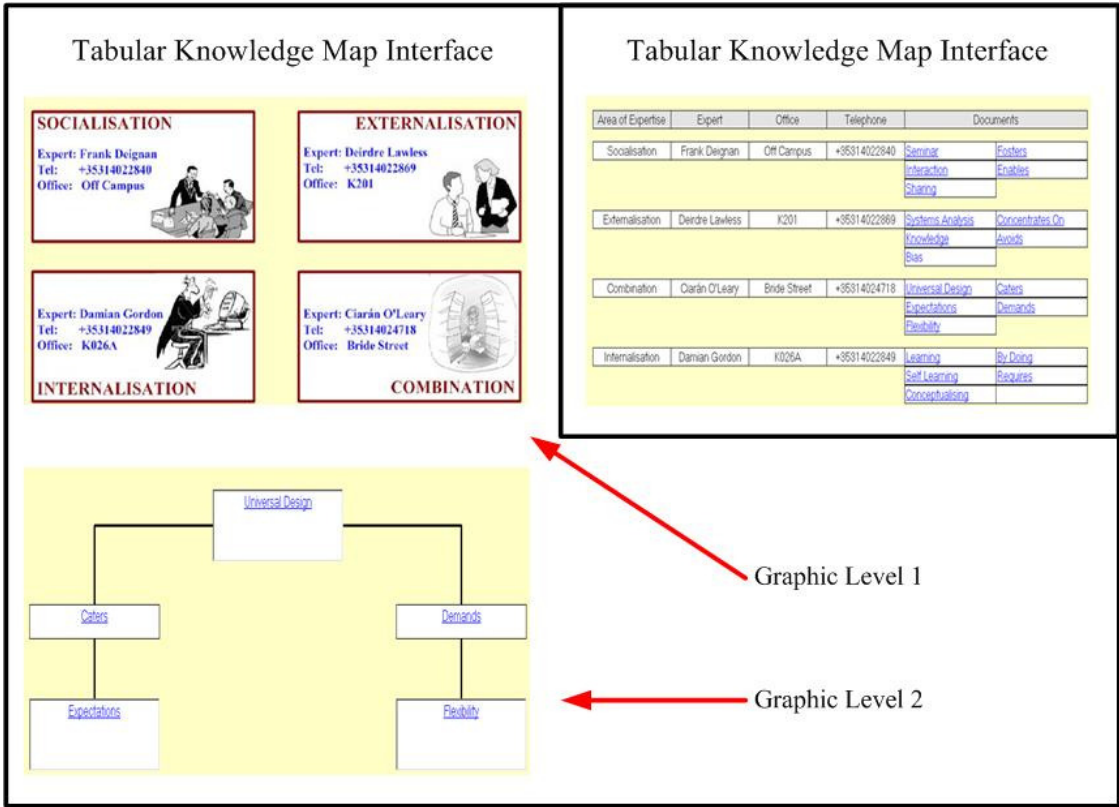 Tabular Knowledge Map Interface
SOCIALISATION
Expert: Frank Deignan
Tel: +35314022840
Office: Off Campus
EXTERNALISATION
Expert: Deirdre Lawless
Tel: +35314022869
Office: K201
Expert: Damian Gordon
Tel: +35314022849
Office: K026A
INTERNALISATION
Expert: Ciarán O'Leary
Tel: +35314024718
Office: Bride Street
COMBINATION
Tabular Knowledge Map Interface
Area of Expertise Expert Office Telephone Documents
Socialisation Frank Deignan Off Campus +35314022840 Seminar Fosters
Interaction Enables
Sharing
Externalisation Deirdre Lawless K201 +35314022869 Systems Analysis Concentrates On
Knowledge Avoids
Bias
Combination Ciarán O'Leary Bride Street +35314024718 Universal Design Caters
Expectations Demands
Flexibility
Internalisation Damian Gordon K026A +35314022849 Learning By Doing
Self Learning Requires
Conceptualising
Universal Design
Caters Demands
Expectations Flexibility
Graphic Level 1
Graphic Level 2